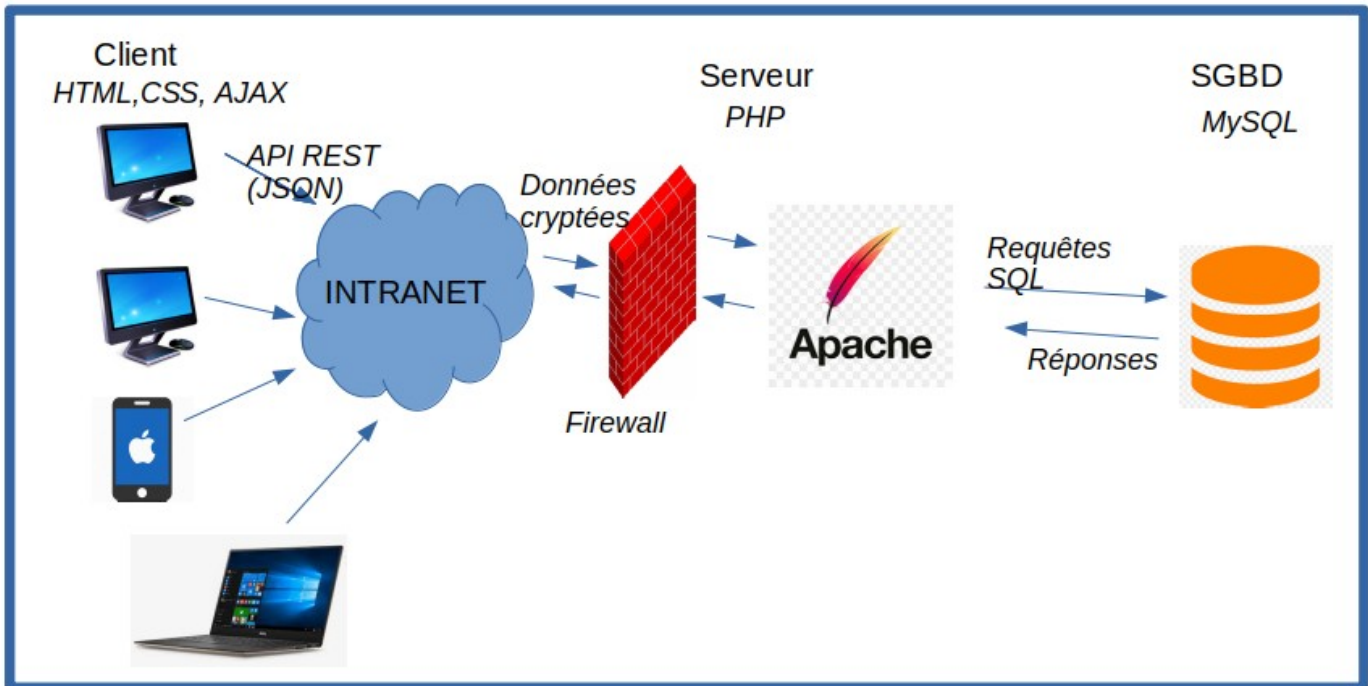 Client
HTML,CSS, AJAX
API REST
(JSON)
INTRANET
Données
cryptées
Firewall
Serveur
PHP
Apache
Requêtes
SQL
Réponses
SGBD
MySQL